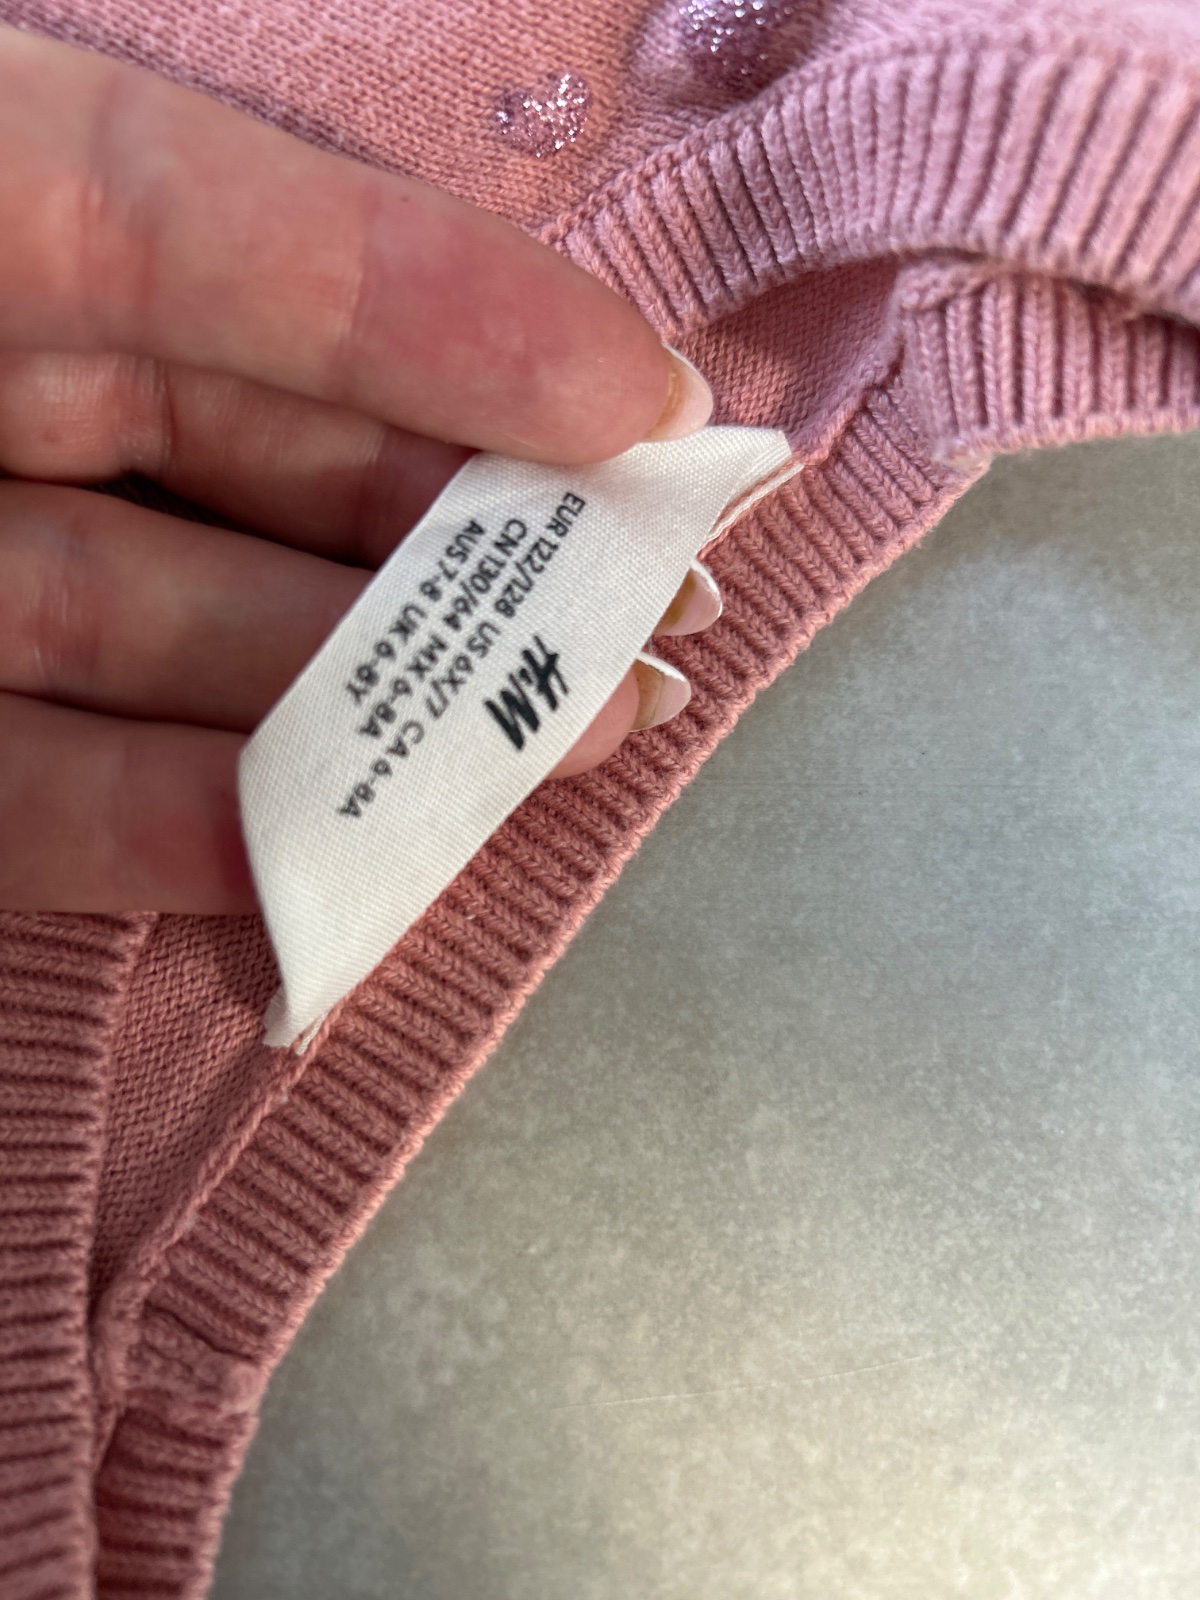 H&M
EUR 122/128 US 6X/7 CA 6-8A
CN 130/64 MX 6-8A
AUS 7-8 UK 6-8Y